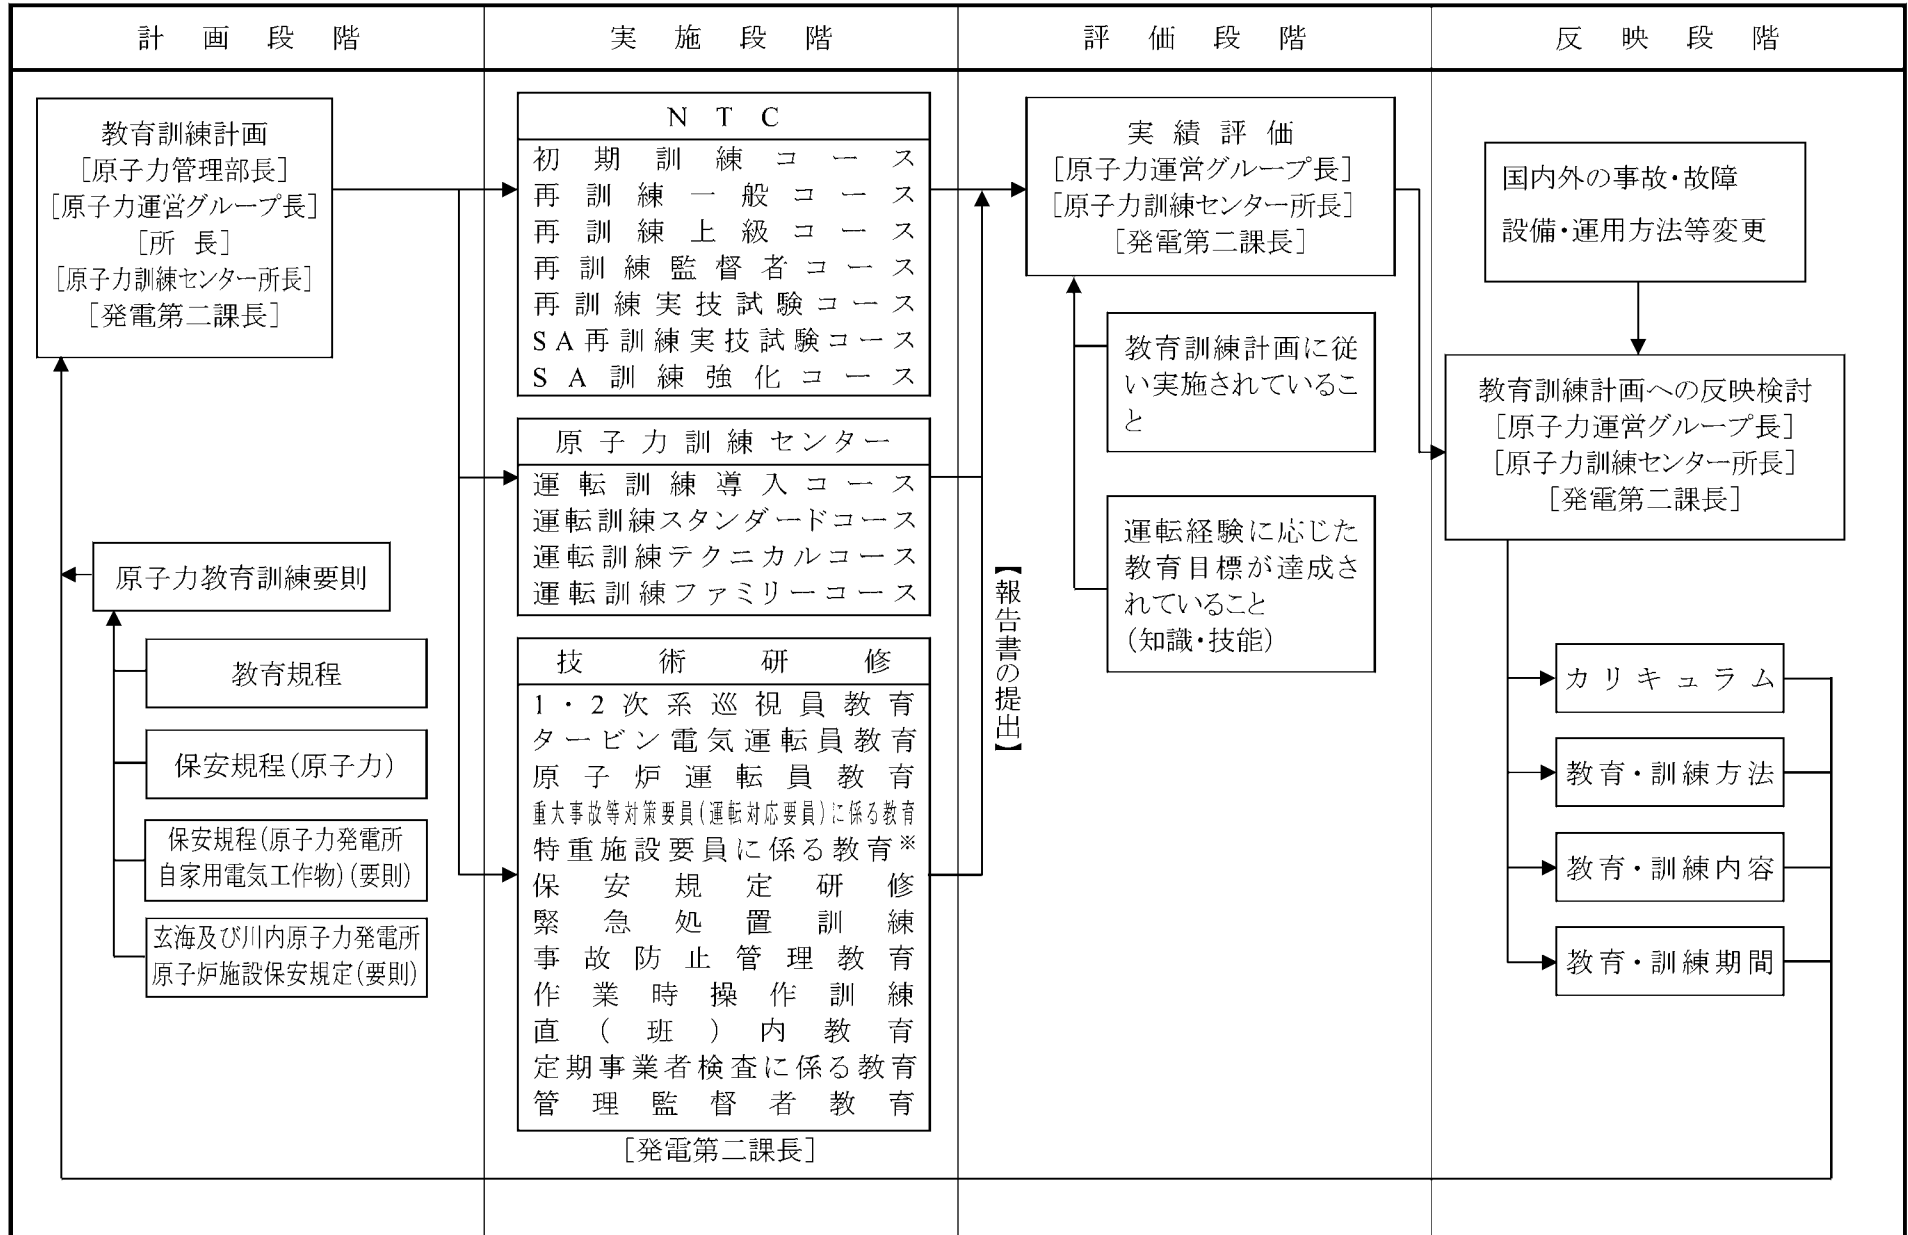 計画段階
実施段階
評価段階
反映段階
教育訓練計画
[原子力管理部長]
[原子力運営グループ長]
[所長]
[原子力訓練センター所長]
[発電第二課長]
原子力教育訓練要則
教育規程
保安規程(原子力)
保安規程(原子力発電所
自家用電気工作物)(要則)
玄海及び川内原子力発電所
原子炉施設保安規定(要則)
NTC
初期訓練コース
再訓練一般コース
再訓練上級コース
再訓練監督者コース
再訓練実技試験コース
SA再訓練実技試験コース
SA訓練強化コース
原子力訓練センター
運転訓練導入コース
運転訓練スタンダードコース
運転訓練テクニカルコース
運転訓練ファミリーコース
技術研修
1・2次系巡視員教育
タービン電気運転員教育
原子炉運転員教育
重大事故等対策要員(運転対応要員)に係る教育
特重施設要員に係る教育※
保安規定研修
緊急処置訓練
事故防止管理教育
作業時操作訓練
直(班)内教育
定期事業者検査に係る教育
管理監督者教育
[発電第二課長]
【報告書の提出】
実績評価
[原子力運営グループ長]
[原子力訓練センター所長]
[発電第二課長]
教育訓練計画に従
い実施されているこ
と
運転経験に応じた
教育目標が達成さ
れていること
(知識・技能)
国内外の事故・故障
設備・運用方法等変更
教育訓練計画への反映検討
[原子力運営グループ長]
[原子力訓練センター所長]
[発電第二課長]
カリキュラム
教育・訓練方法
教育・訓練内容
教育・訓練期間